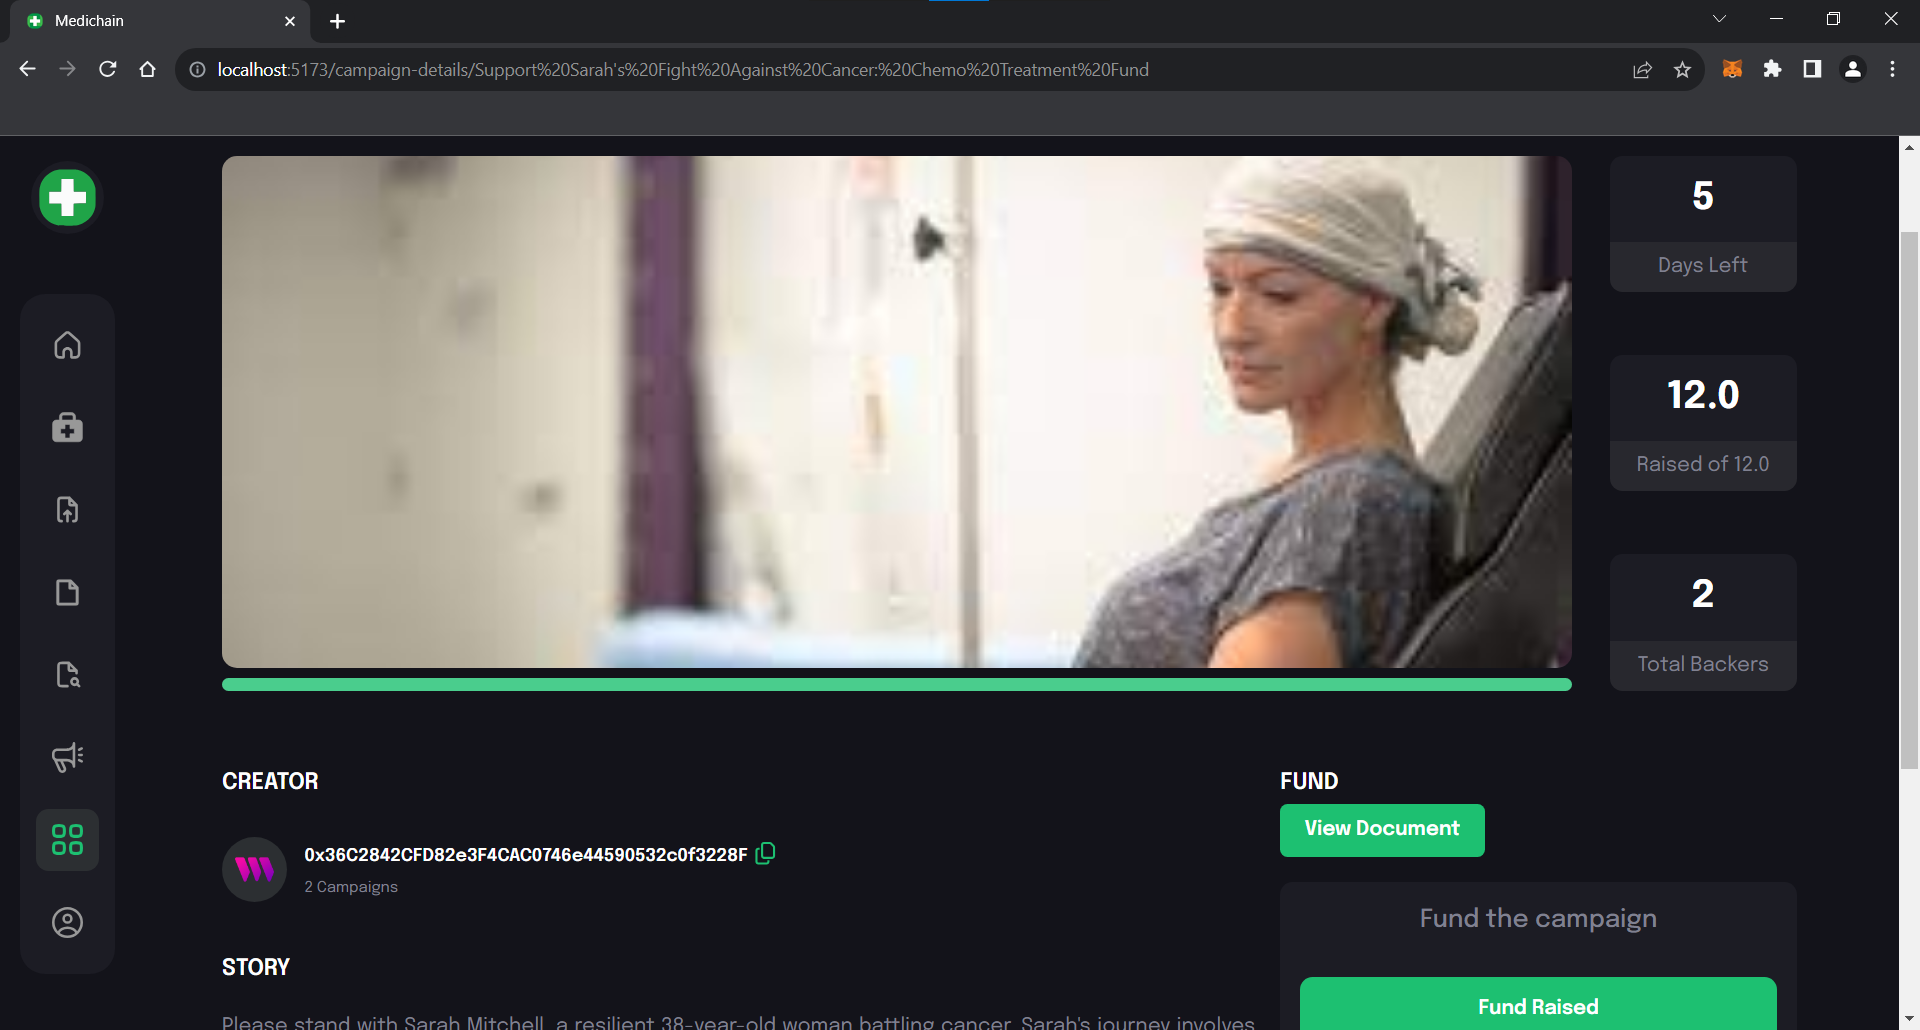 Medichain
localhost:5173/campaign-details/Support%20Sarah's%20Fight%20Against%20Cancer:%20Chemo%20Treatment%20Fund
5
Days Left
12.0
Raised of 12.0
2
Total Backers
CREATOR
0x36C2842CFD82e3F4CAC0746e44590532c0f3228F
2 Campaigns
STORY
Please stand with Sarah Mitchell, a resilient 38-year-old woman battling cancer. Sarah's journey involves
FUND
View Document
Fund the campaign
Fund Raised